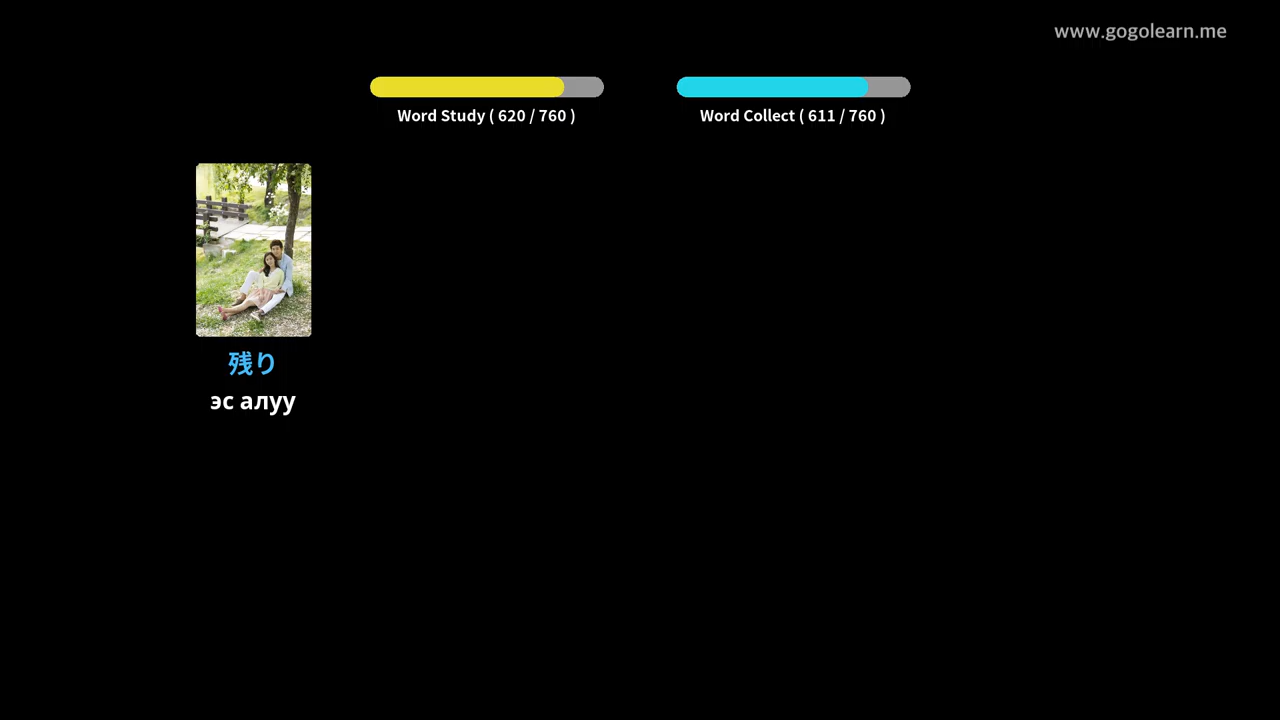 www.gogolearn.me
Word Study ( 620 / 760 )
Word Collect ( 611 / 760 )
残り
эс алуу